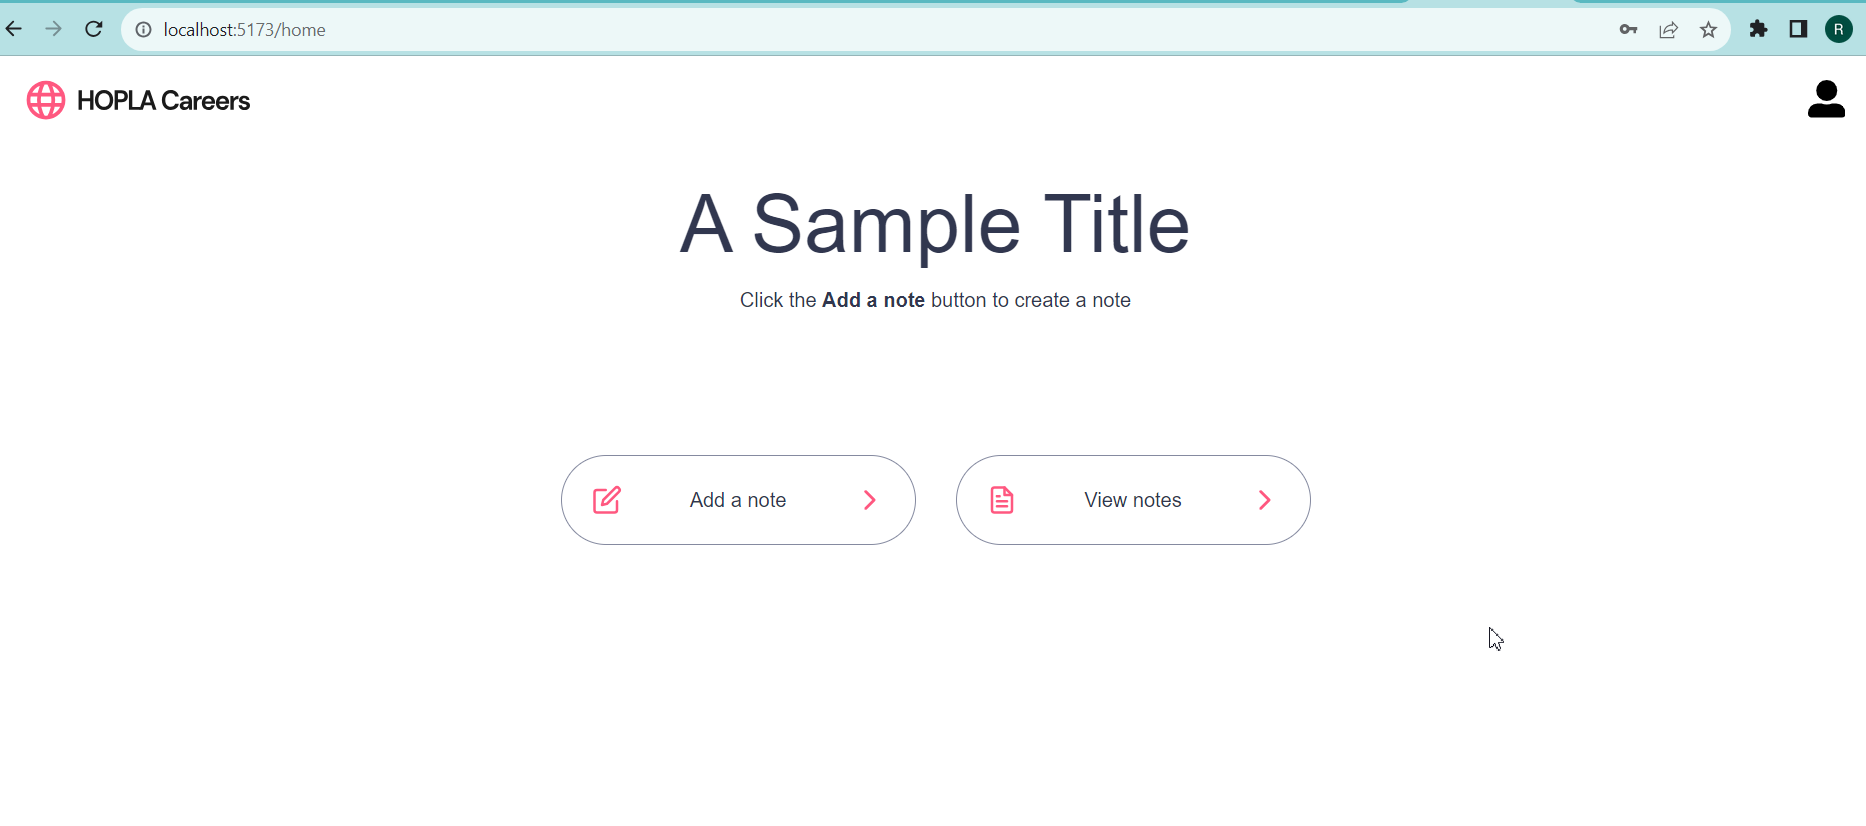 localhost:5173/home
R
HOPLA Careers
A Sample Title
Click the Add a note button to create a note
Add a note
View notes